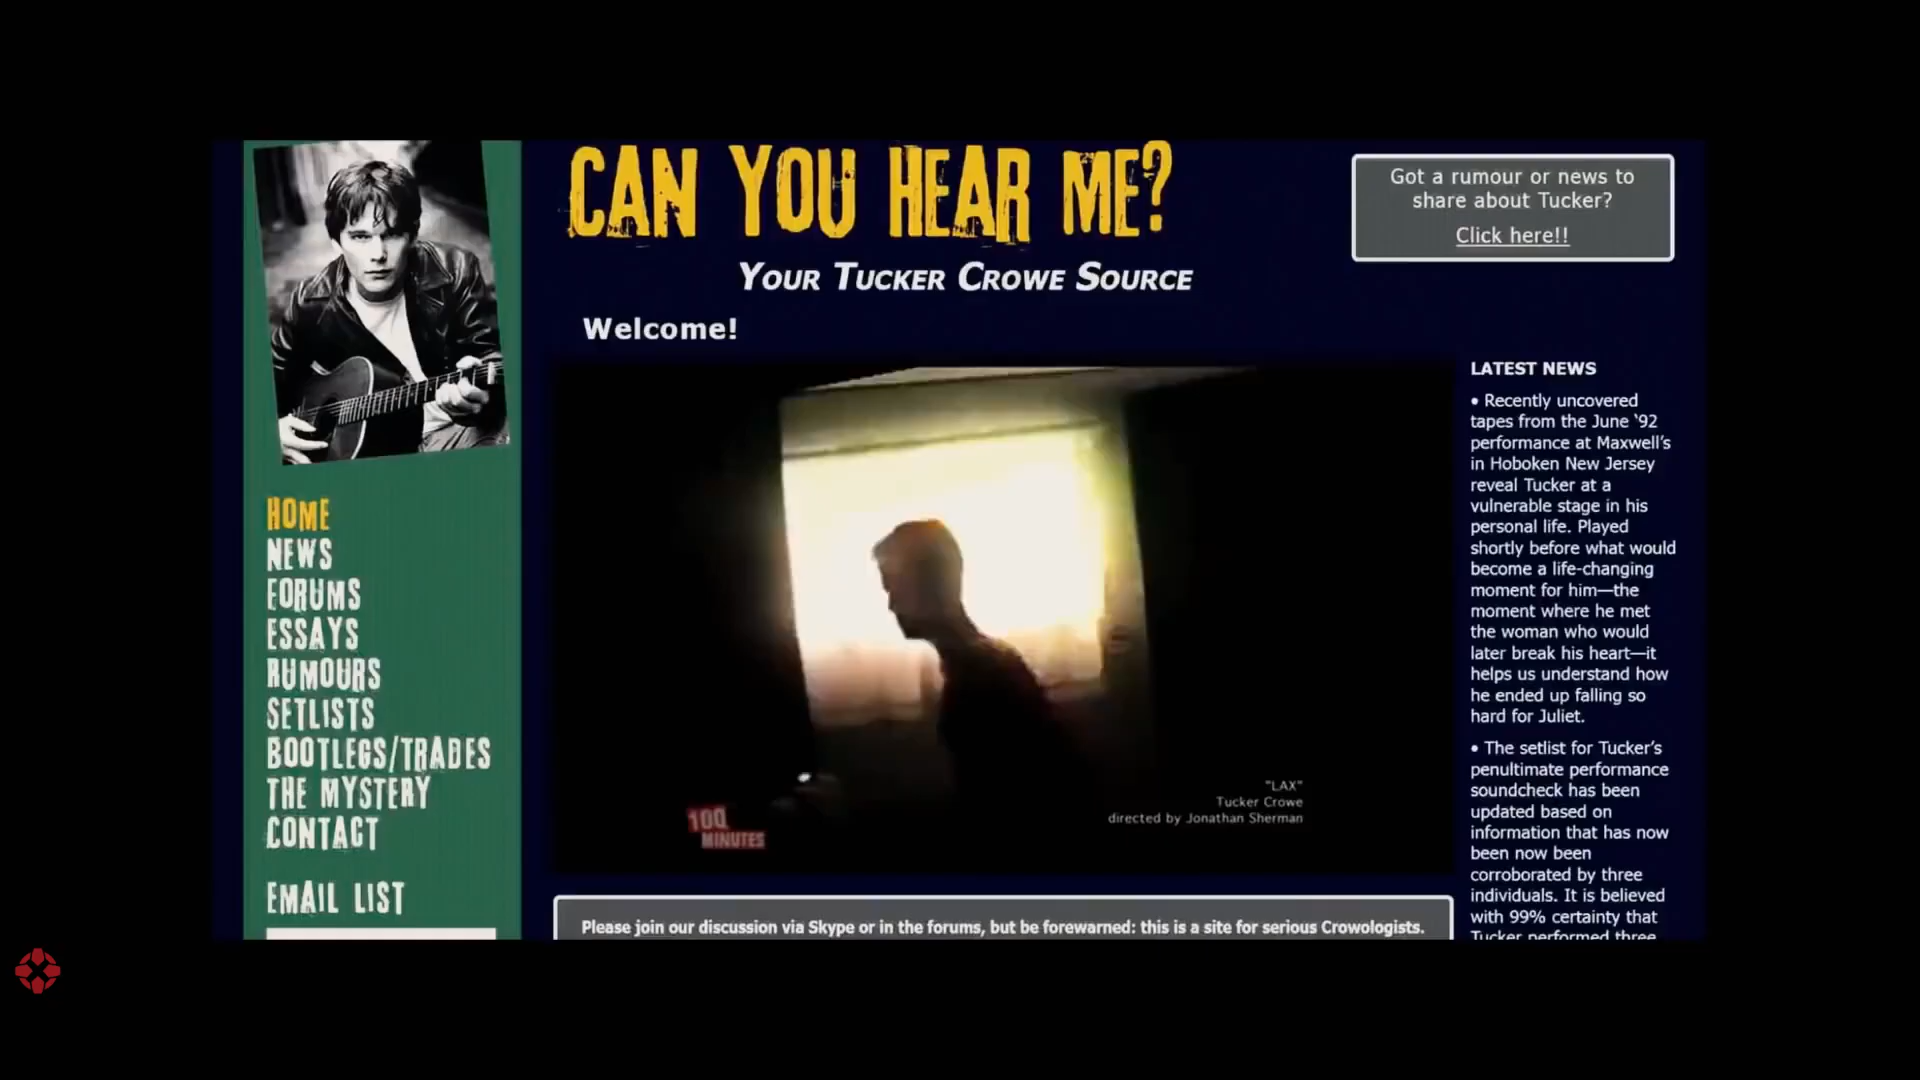 CAN YOU HEAR ME?
YOUR TUCKER CROWE SOURCE
Got a rumour or news to
share about Tucker?
Click here!!
Welcome!
HOME
NEWS
FORUMS
ESSAYS
RUMOURS
SETLISTS
BOOTLEGS/TRADES
THE MYSTERY
CONTACT
EMAIL LIST
100
MINUTES
"LAX"
Tucker Crowe
directed by Jonathan Sherman
Please join our discussion via Skype or in the forums, but be forewarned: this is a site for serious Crowologists.
LATEST NEWS
• Recently uncovered
tapes from the June ‘92
performance at Maxwell’s
in Hoboken New Jersey
reveal Tucker at a
vulnerable stage in his
personal life. Played
shortly before what would
become a life-changing
moment for him—the
moment where he met
the woman who would
later break his heart—it
helps us understand how
he ended up falling so
hard for Juliet.
• The setlist for Tucker’s
penultimate performance
soundcheck has been
updated based on
information that has now
been now been
corroborated by three
individuals. It is believed
with 99% certainty that
Tucker performed three